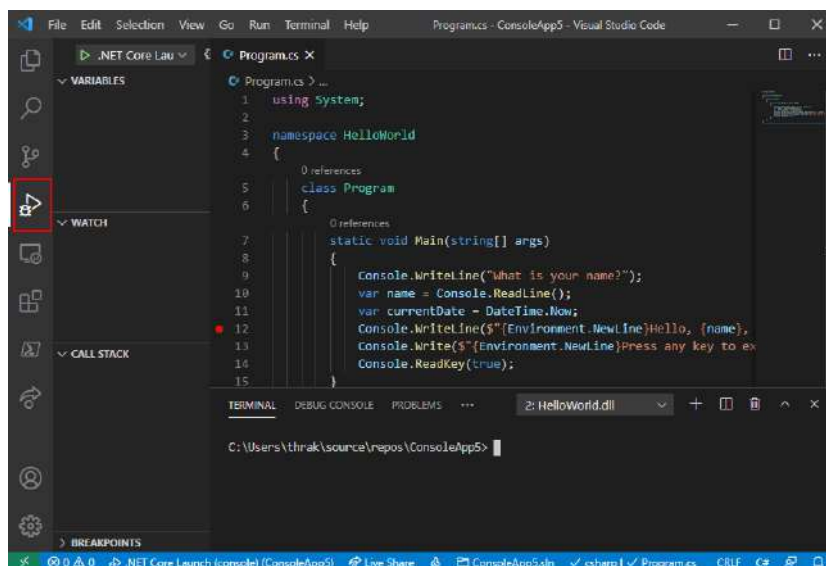 File Edit Selection View Go Run Terminal Help Program.cs - ConsoleApp5 - Visual Studio Code
.NET Core Lau
Program.cs
VARIABLES
Program.cs > ...
1 using System;
2
3 namespace HelloWorld
4 {
0 references
5 class Program
6 {
0 references
7 static void Main(string[] args)
8 {
9 Console.WriteLine("What is your name?");
10 var name = Console.ReadLine();
11 var currentDate = DateTime.Now;
12 Console.WriteLine($"{Environment.NewLine}Hello, {name},
13 Console.Write($"{Environment.NewLine}Press any key to ex
14 Console.ReadKey(true);
15 }
WATCH
CALL STACK
BREAKPOINTS
TERMINAL DEBUG CONSOLE PROBLEMS ... 2: HelloWorld.dll
C:\Users\thrak\source\repos\ConsoleApp5>
0 0 .NET Core Launch (console) (ConsoleApp5) Live Share ConsoleApp5.sln csharp | Program.cs CRLF C#